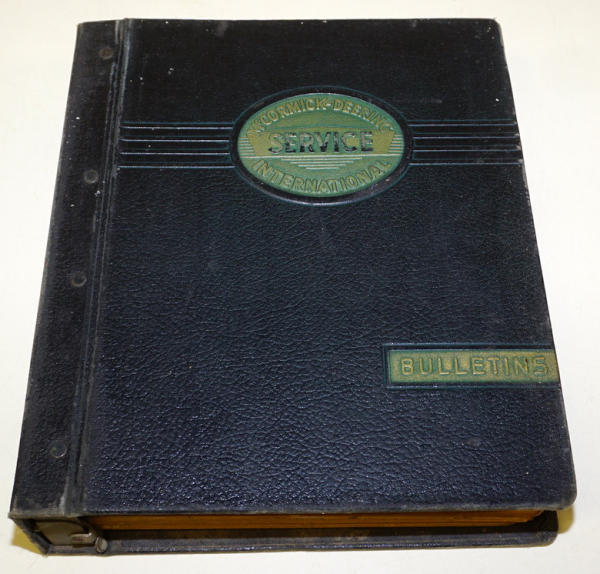 McCORMICK-DEERING
SERVICE
INTERNATIONAL
BULLETINS